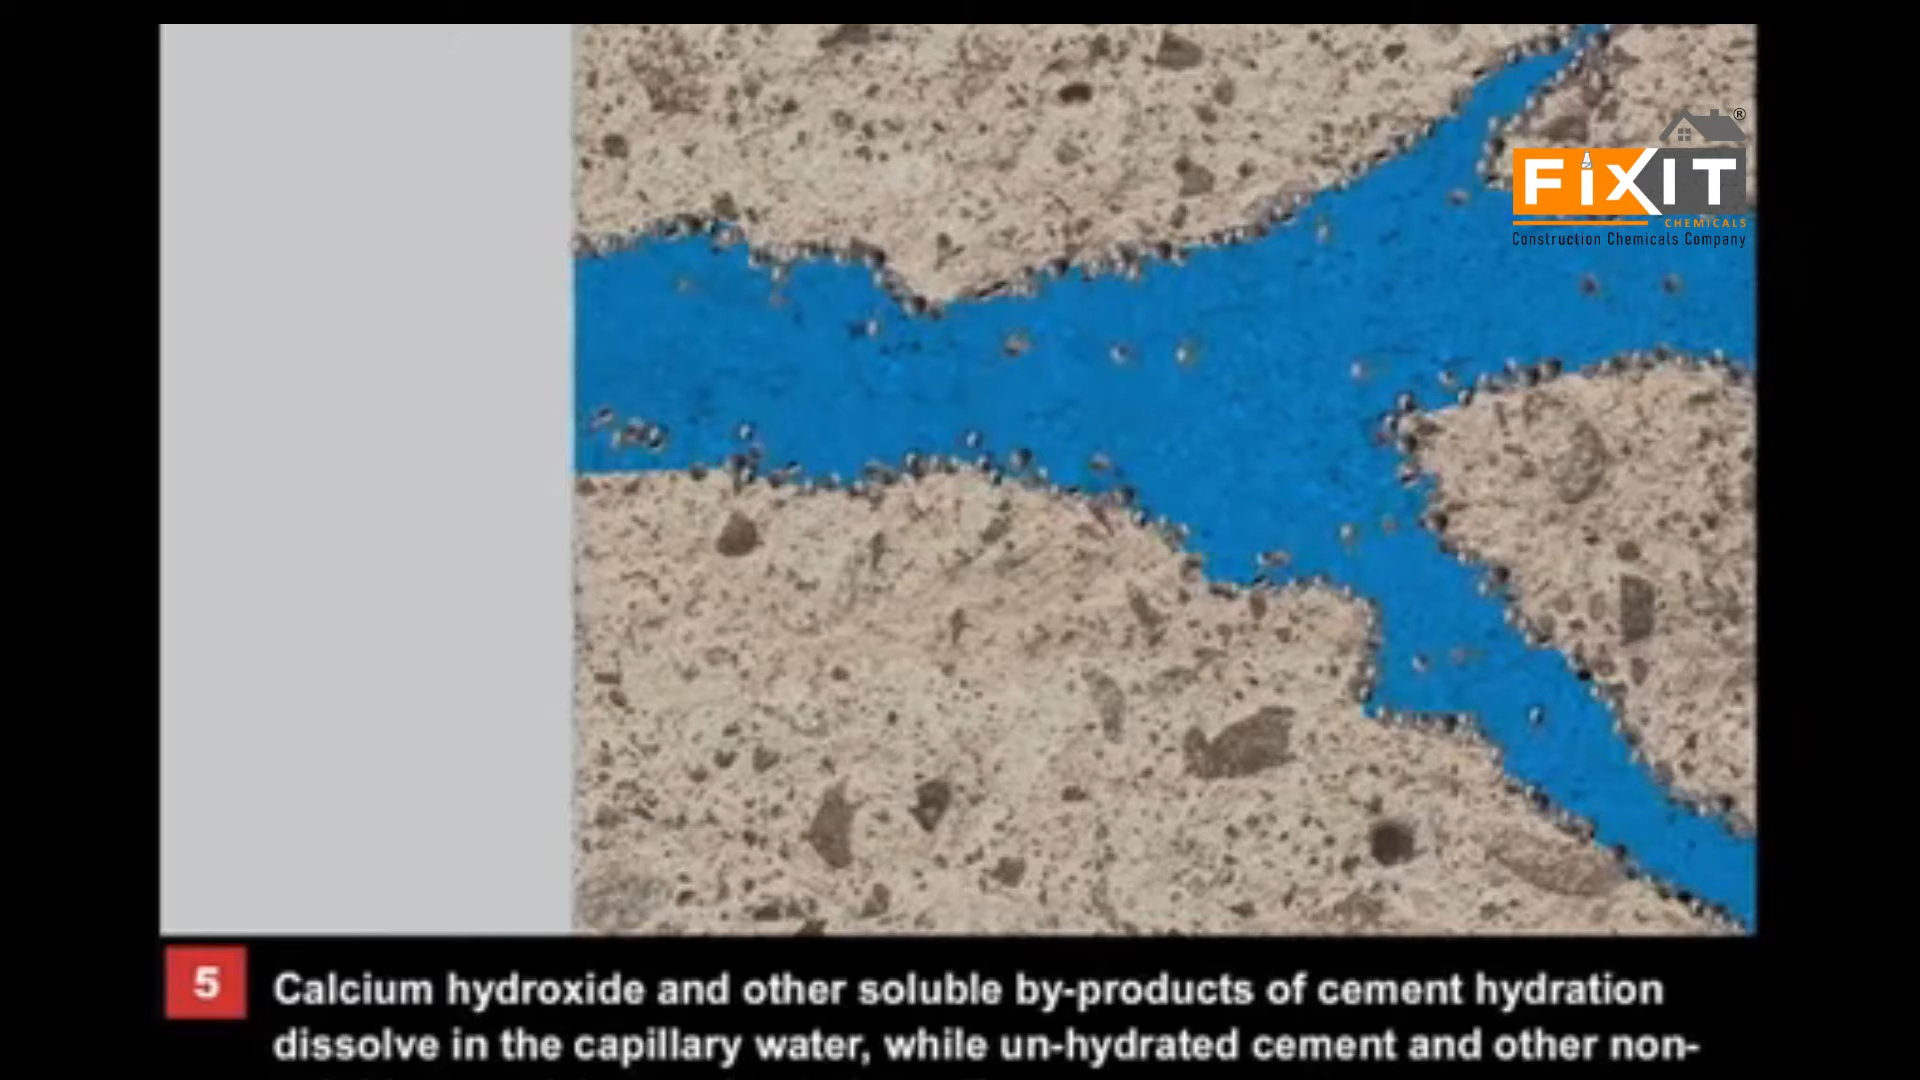 ®
FiXIT
CHEMICALS
Construction Chemicals Company
5
Calcium hydroxide and other soluble by-products of cement hydration
dissolve in the capillary water, while un-hydrated cement and other non-